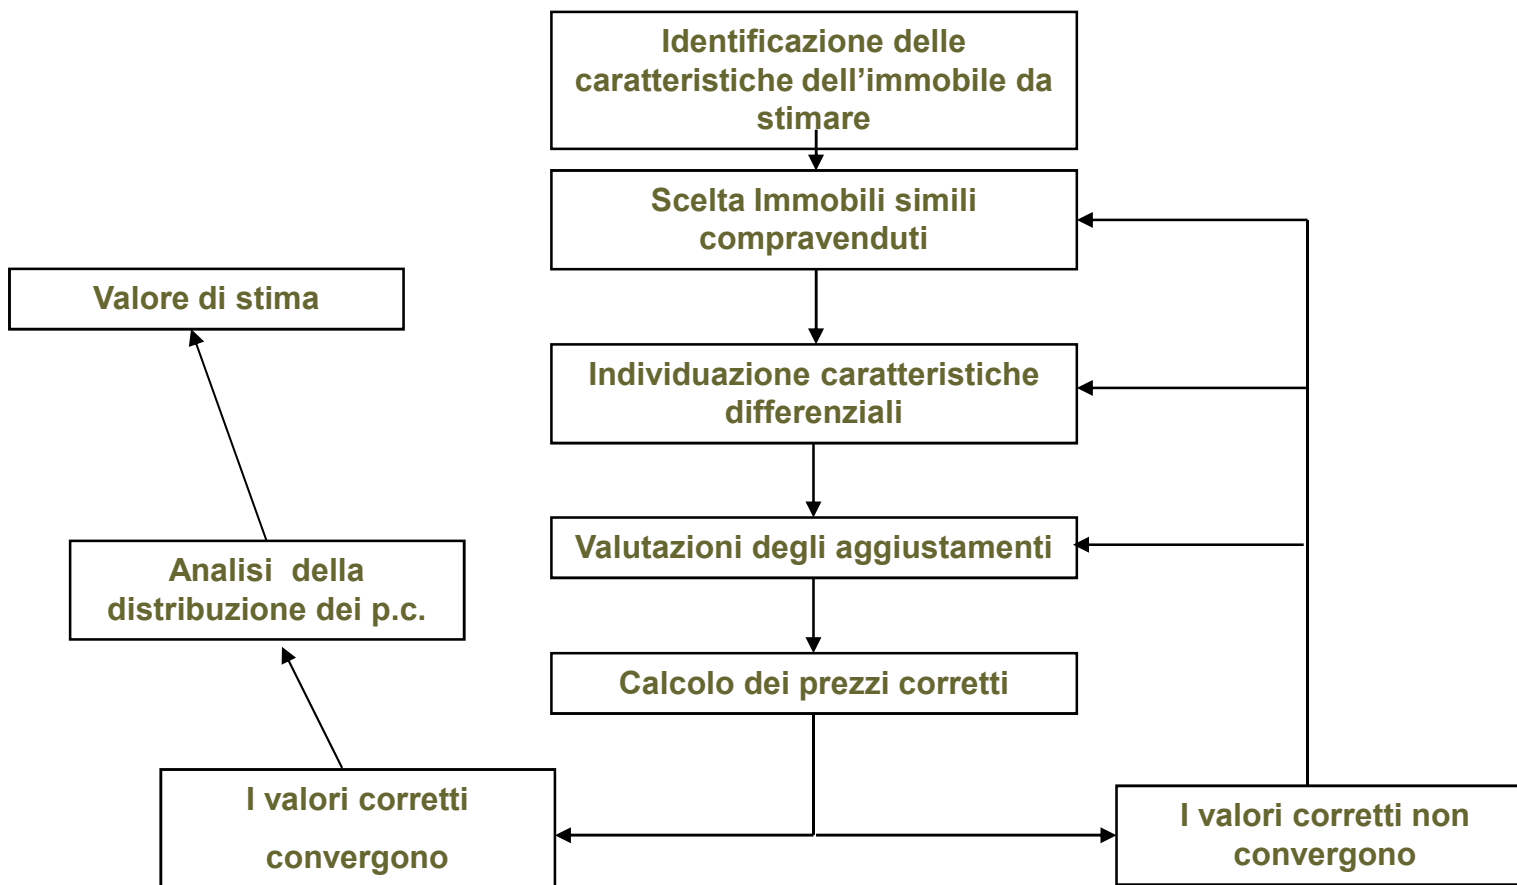 Identificazione delle
caratteristiche dell’immobile da
stimare
Scelta Immobili simili
compravenduti
Valore di stima
Individuazione caratteristiche
differenziali
Valutazioni degli aggiustamenti
Analisi  della
distribuzione dei p.c.
Calcolo dei prezzi corretti
I valori corretti
convergono
I valori corretti non
convergono